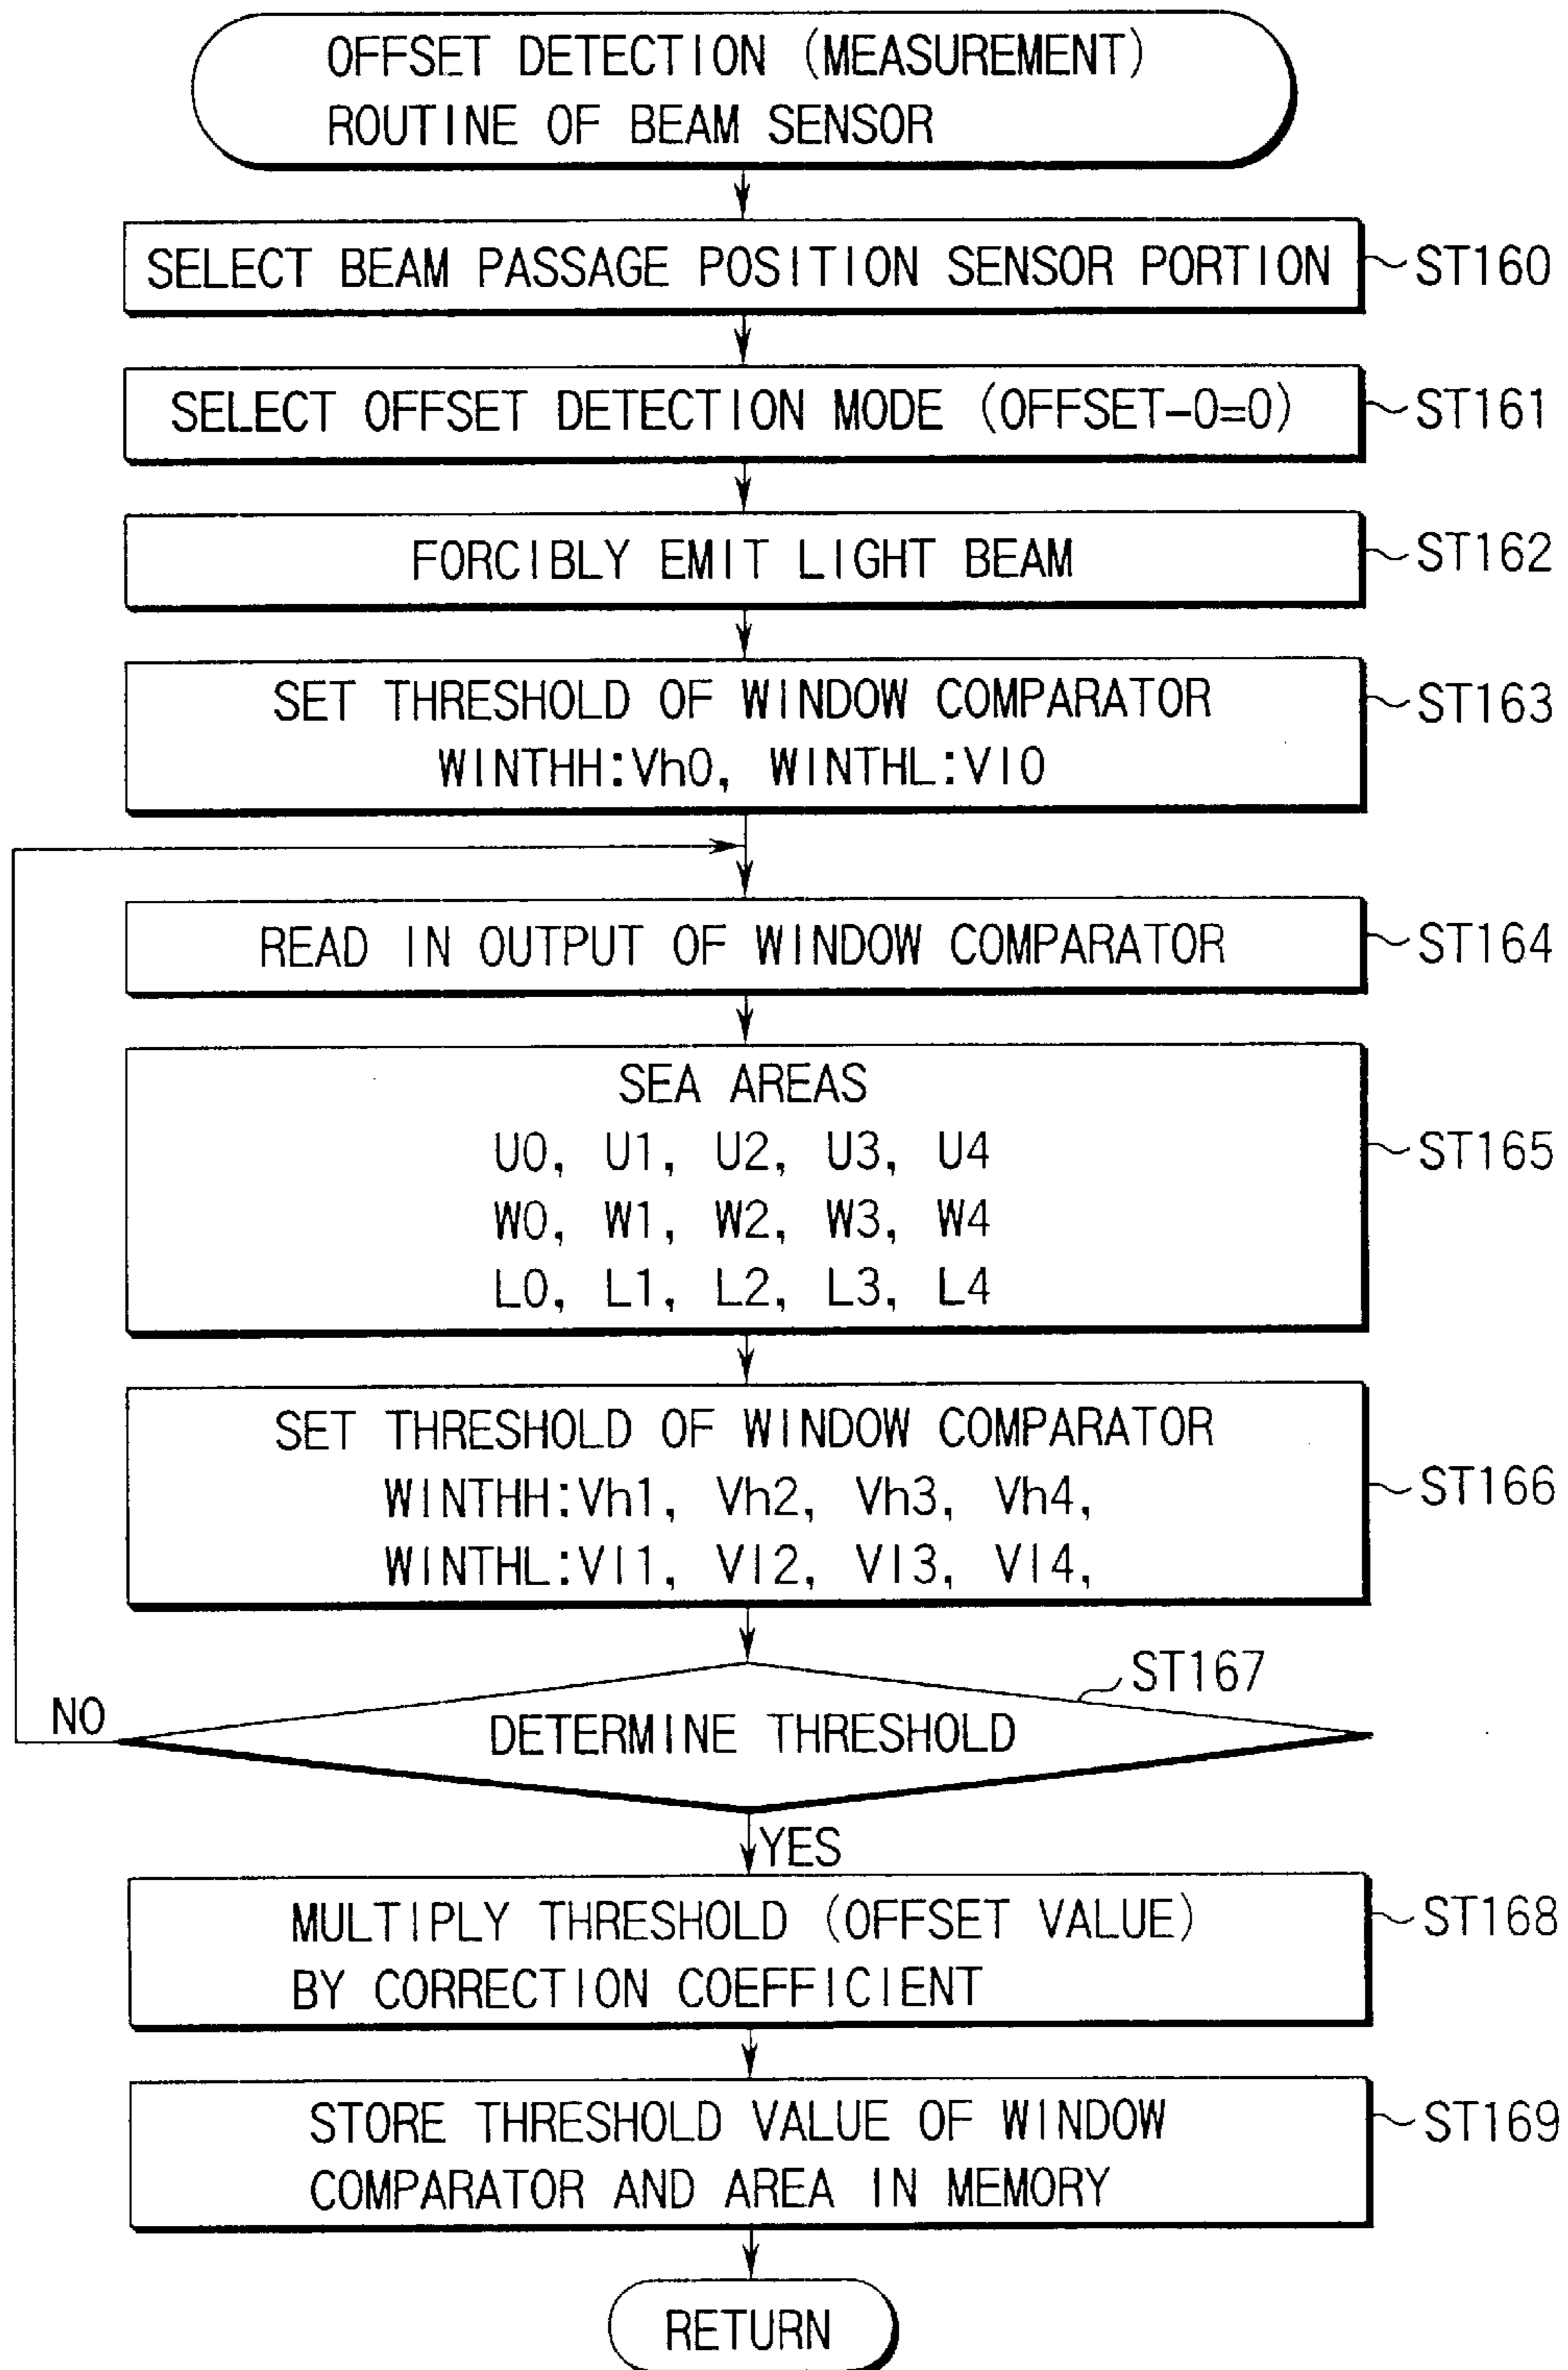 OFFSET DETECTION (MEASUREMENT)
ROUTINE OF BEAM SENSOR
SELECT BEAM PASSAGE POSITION SENSOR PORTION
ST160
SELECT OFFSET DETECTION MODE (OFFSET-0=0)
ST161
FORCIBLY EMIT LIGHT BEAM
ST162
SET THRESHOLD OF WINDOW COMPARATOR
WINTHH:Vh0, WINTHL:Vl0
ST163
READ IN OUTPUT OF WINDOW COMPARATOR
ST164
SEA AREAS
U0, U1, U2, U3, U4
W0, W1, W2, W3, W4
L0, L1, L2, L3, L4
ST165
SET THRESHOLD OF WINDOW COMPARATOR
WINTHH:Vh1, Vh2, Vh3, Vh4,
WINTHL:Vl1, Vl2, Vl3, Vl4,
ST166
ST167
NO
DETERMINE THRESHOLD
YES
MULTIPLY THRESHOLD (OFFSET VALUE)
BY CORRECTION COEFFICIENT
ST168
STORE THRESHOLD VALUE OF WINDOW
COMPARATOR AND AREA IN MEMORY
ST169
RETURN